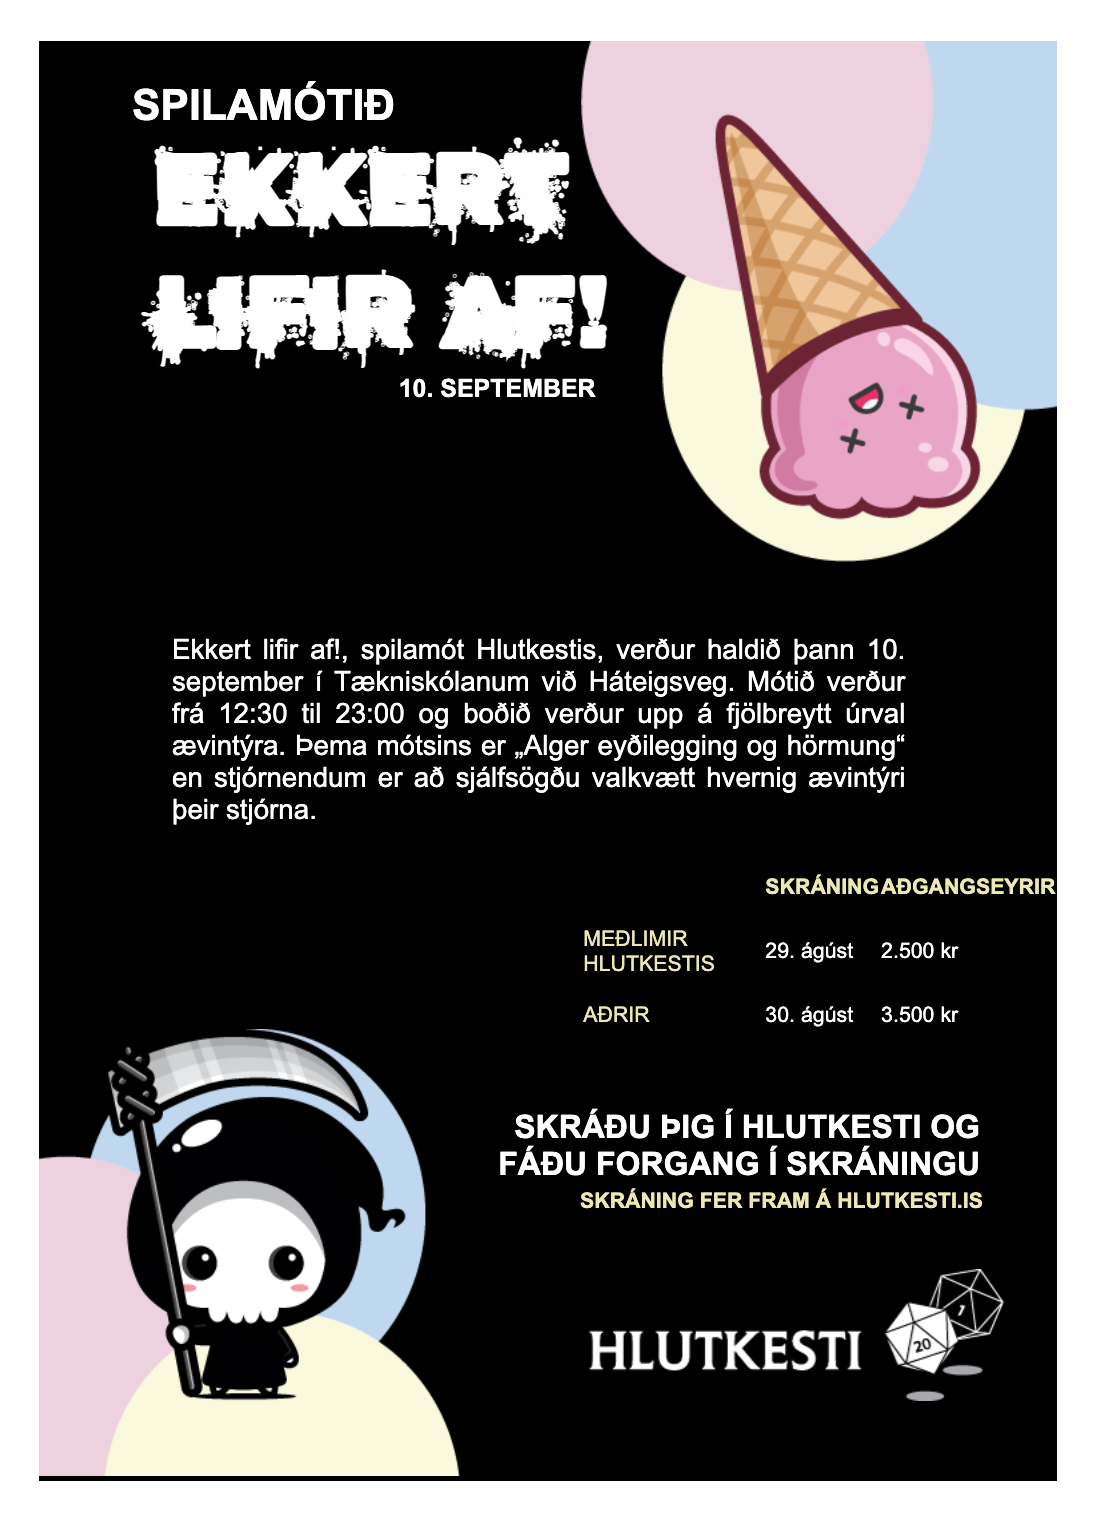 SPILAMÓTIÐ
EKKERT
LIFIR AF!
10. SEPTEMBER
Ekkert lifir af!, spilamót Hlutkestis, verður haldið þann 10.
september í Tækniskólanum við Háteigsveg. Mótið verður
frá 12:30 til 23:00 og boðið verður upp á fjölbreytt úrval
ævintýra. Þema mótsins er „Alger eyðilegging og hörmung“
en stjórnendum er að sjálfsögðu valkvætt hvernig ævintýri
þeir stjórna.
SKRÁNING AÐGANGSEYRIR
MEÐLIMIR
HLUTKESTIS
29. ágúst 2.500 kr
AÐRIR 30. ágúst 3.500 kr
SKRÁÐU ÞIG Í HLUTKESTI OG
FÁÐU FORGANG Í SKRÁNINGU
SKRÁNING FER FRAM Á HLUTKESTI.IS
HLUTKESTI
1
20